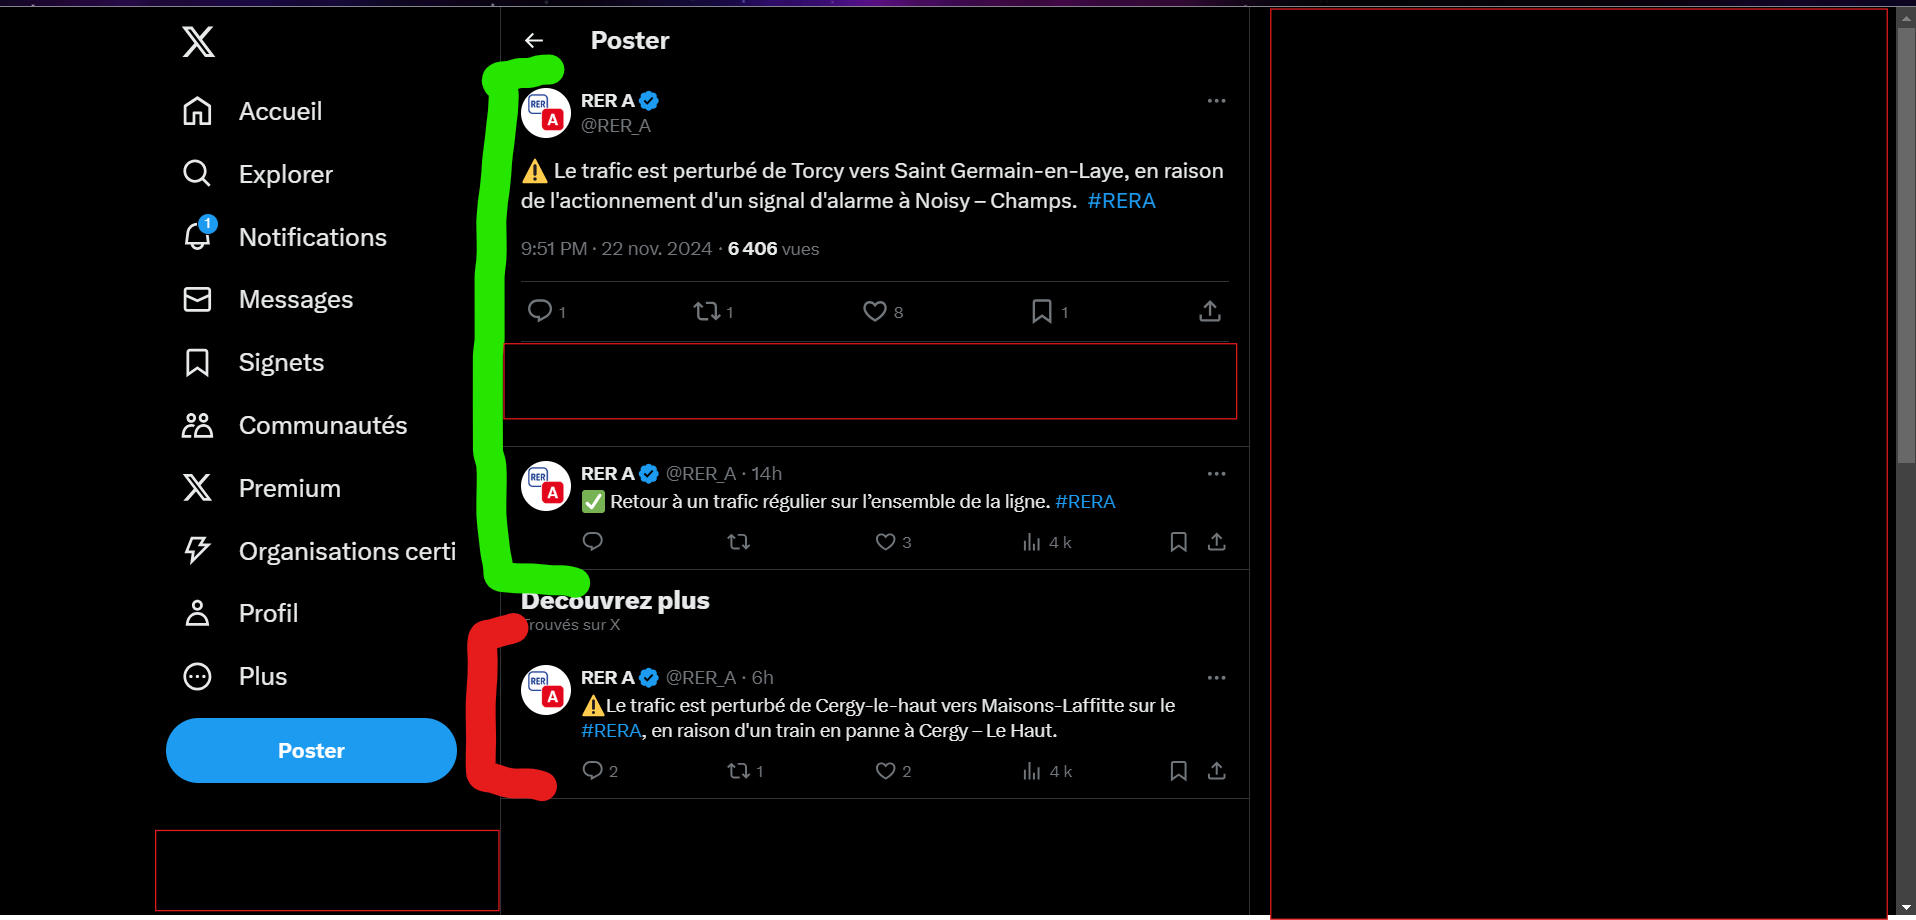 Poster
Accueil
Explorer
1
Notifications
Messages
Signets
Communautés
Premium
Organisations certi
Profil
Plus
Poster
RER A
RER A
@RER_A
⚠️ Le trafic est perturbé de Torcy vers Saint Germain-en-Laye, en raison
de l'actionnement d'un signal d'alarme à Noisy – Champs. #RERA
9:51 PM · 22 nov. 2024 · 6 406 vues
1 1 8 1
RER A
RER A @RER_A · 14h
✅ Retour à un trafic régulier sur l’ensemble de la ligne. #RERA
3 4 k
Découvrez plus
Trouvés sur X
RER A
RER A @RER_A · 6h
⚠️Le trafic est perturbé de Cergy-le-haut vers Maisons-Laffitte sur le
#RERA, en raison d'un train en panne à Cergy – Le Haut.
2 1 2 4 k